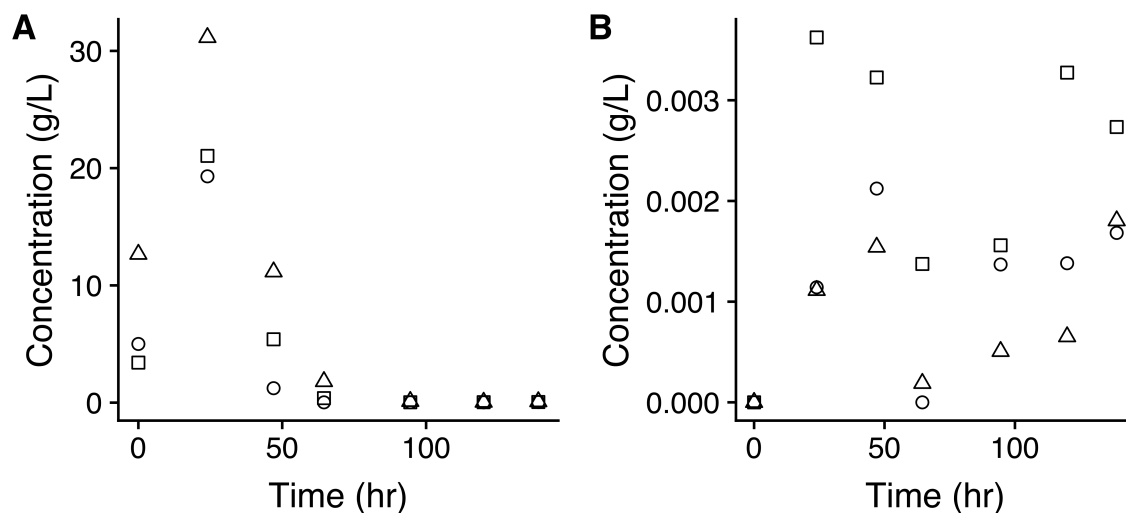 A
Concentration (g/L)
30
20
10
0
0 50 100
Time (hr)
B
Concentration (g/L)
0.003
0.002
0.001
0.000
0 50 100
Time (hr)